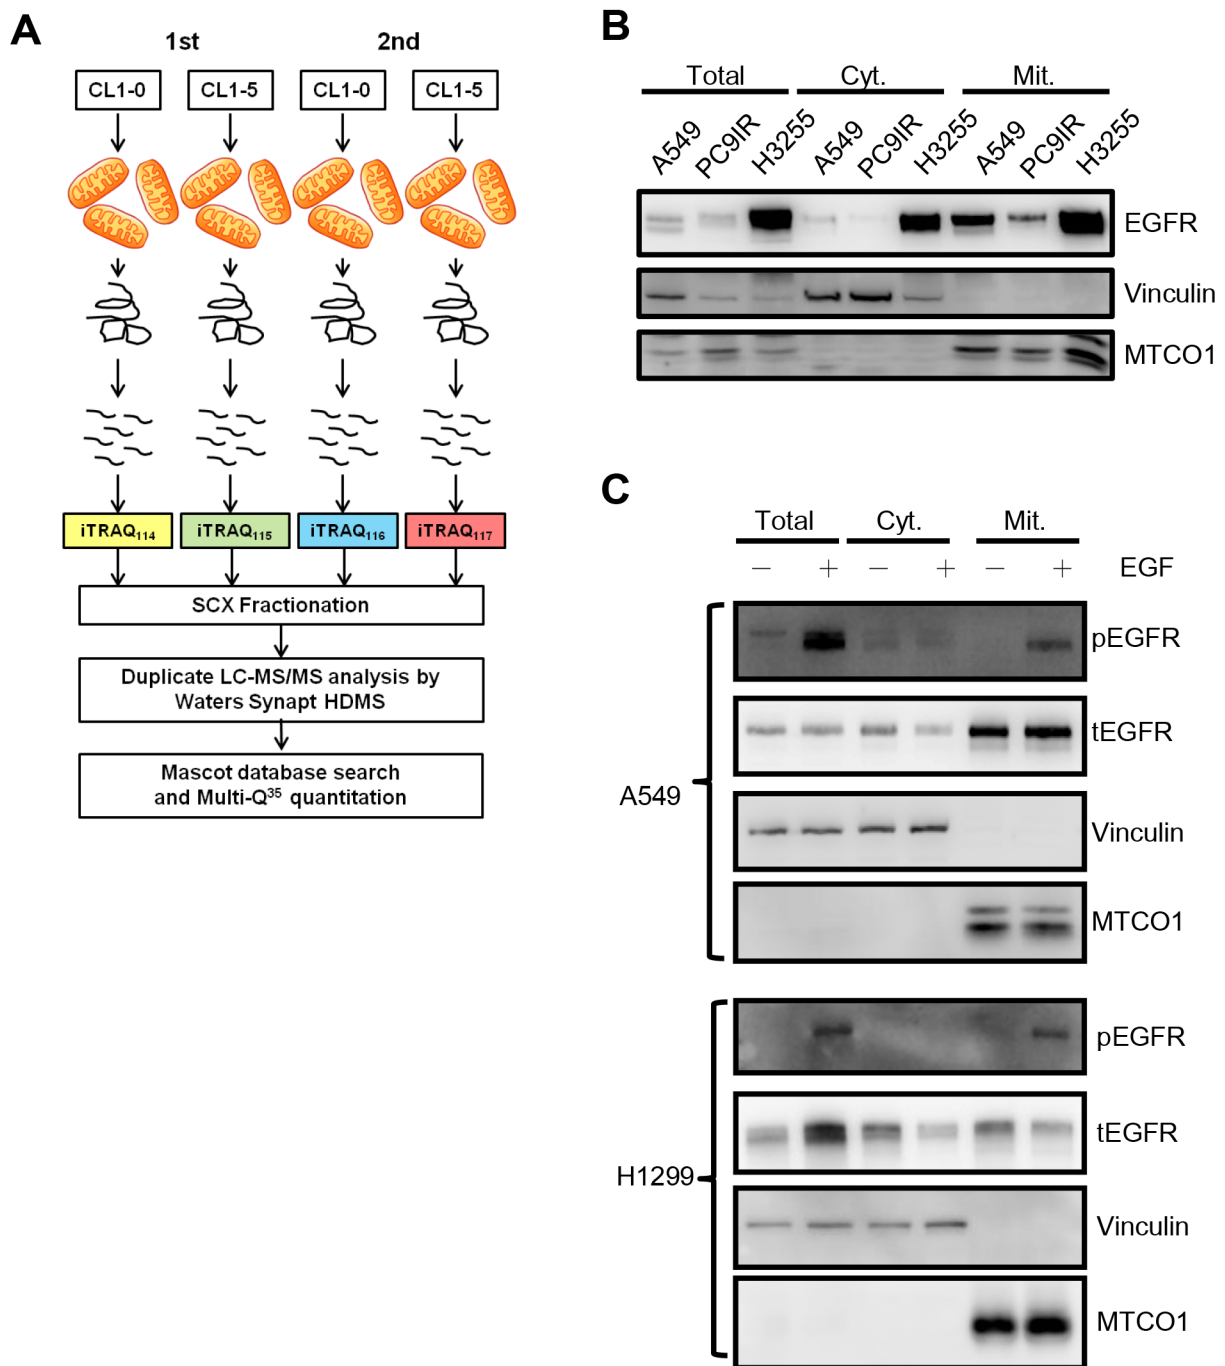 A
1st 2nd
CL1-0 CL1-5 CL1-0 CL1-5
iTRAQ114 iTRAQ115 iTRAQ116 iTRAQ117
SCX Fractionation
Duplicate LC-MS/MS analysis by
Waters Synapt HDMS
Mascot database search
and Multi-Q35 quantitation
B
Total Cyt. Mit.
A549 PC9IR H3255 A549 PC9IR H3255 A549 PC9IR H3255
EGFR
Vinculin
MTCO1
C
Total Cyt. Mit.
− + − + − + EGF
A549
pEGFR
tEGFR
Vinculin
MTCO1
H1299
pEGFR
tEGFR
Vinculin
MTCO1